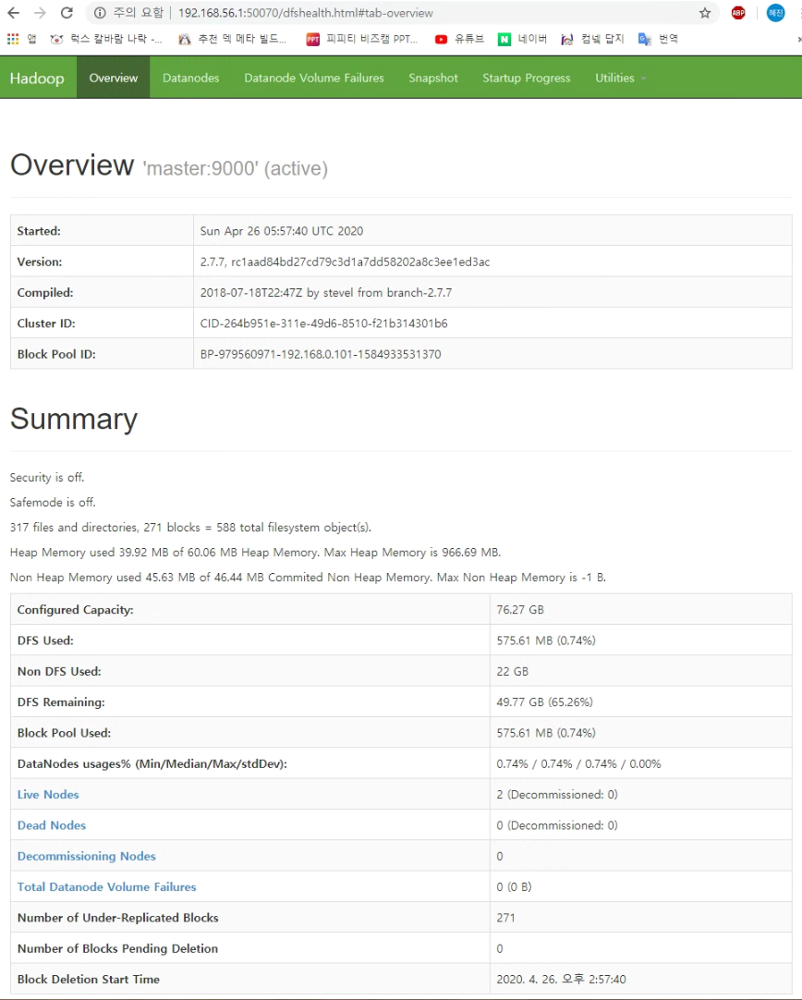 주의 요함 192.168.56.1:50070/dfshealth.html#tab-overview ABP 혜진
앱 럭스 칼바람 나락 -... 추천 덱 메타 빌드... PPT 피피티 비즈캠 PPT... 유튜브 N 네이버 컴넽 답지 번역
Hadoop Overview Datanodes Datanode Volume Failures Snapshot Startup Progress Utilities
Overview 'master:9000' (active)
Started: Sun Apr 26 05:57:40 UTC 2020
Version: 2.7.7, rc1aad84bd27cd79c3d1a7dd58202a8c3ee1ed3ac
Compiled: 2018-07-18T22:47Z by stevel from branch-2.7.7
Cluster ID: CID-264b951e-311e-49d6-8510-f21b314301b6
Block Pool ID: BP-979560971-192.168.0.101-1584933531370
Summary
Security is off.
Safemode is off.
317 files and directories, 271 blocks = 588 total filesystem object(s).
Heap Memory used 39.92 MB of 60.06 MB Heap Memory. Max Heap Memory is 966.69 MB.
Non Heap Memory used 45.63 MB of 46.44 MB Commited Non Heap Memory. Max Non Heap Memory is -1 B.
Configured Capacity: 76.27 GB
DFS Used: 575.61 MB (0.74%)
Non DFS Used: 22 GB
DFS Remaining: 49.77 GB (65.26%)
Block Pool Used: 575.61 MB (0.74%)
DataNodes usages% (Min/Median/Max/stdDev): 0.74% / 0.74% / 0.74% / 0.00%
Live Nodes 2 (Decommissioned: 0)
Dead Nodes 0 (Decommissioned: 0)
Decommissioning Nodes 0
Total Datanode Volume Failures 0 (0 B)
Number of Under-Replicated Blocks 271
Number of Blocks Pending Deletion 0
Block Deletion Start Time 2020. 4. 26. 오후 2:57:40